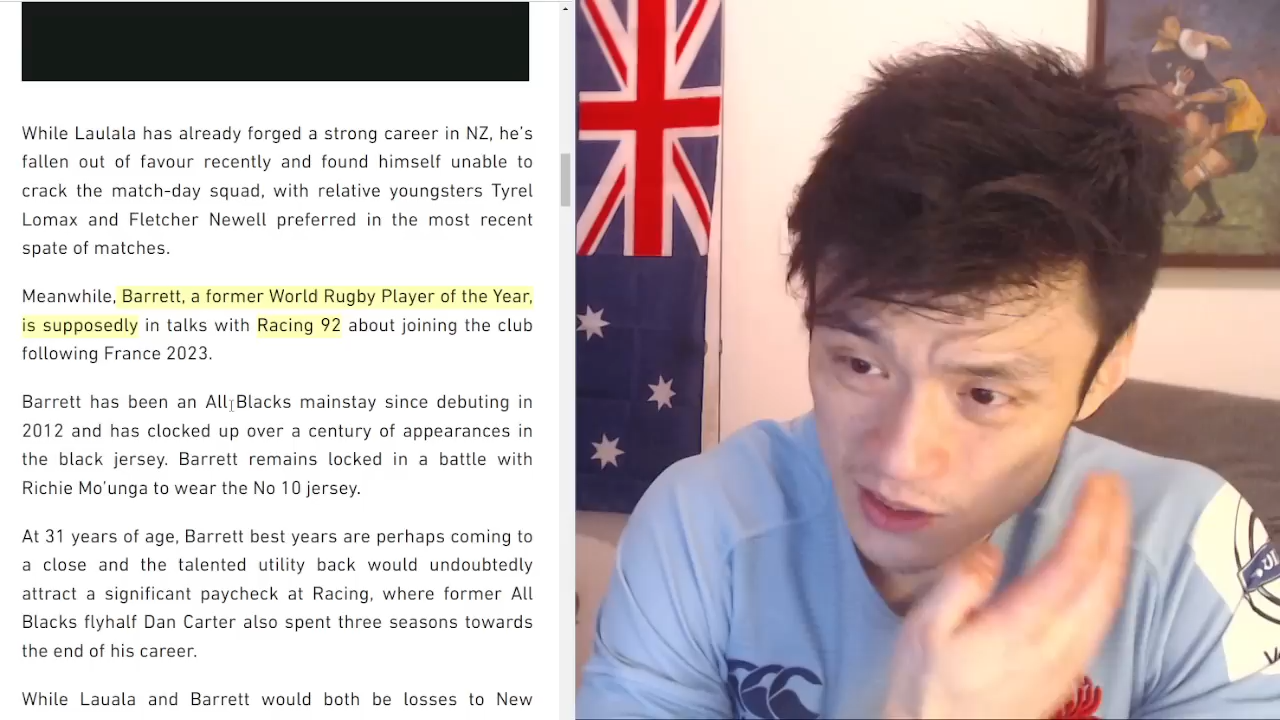 While Laulala has already forged a strong career in NZ, he's
fallen out of favour recently and found himself unable to
crack the match-day squad, with relative youngsters Tyrel
Lomax and Fletcher Newell preferred in the most recent
spate of matches.
Meanwhile, Barrett, a former World Rugby Player of the Year,
is supposedly in talks with Racing 92 about joining the club
following France 2023.
Barrett has been an All Blacks mainstay since debuting in
2012 and has clocked up over a century of appearances in
the black jersey. Barrett remains locked in a battle with
Richie Mo'unga to wear the No 10 jersey.
At 31 years of age, Barrett best years are perhaps coming to
a close and the talented utility back would undoubtedly
attract a significant paycheck at Racing, where former All
Blacks flyhalf Dan Carter also spent three seasons towards
the end of his career.
While Lauala and Barrett would both be losses to New